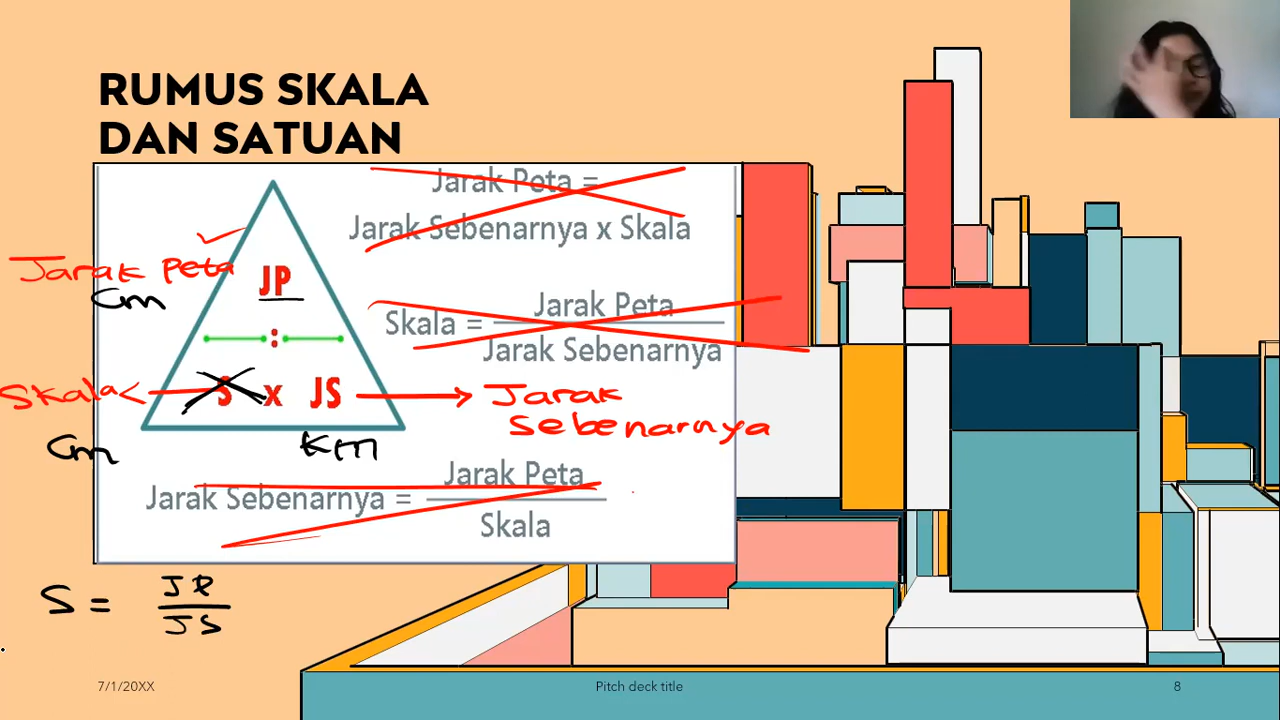 RUMUS SKALA
DAN SATUAN
Jarak Peta =
Jarak Sebenarnya x Skala
Jarak Peta
cm
JP
:
Skala =
Jarak Peta
Jarak Sebenarnya
Skala <
S x JS
Jarak
Sebenarnya
cm
km
Jarak Sebenarnya =
Jarak Peta
Skala
S =
JP
JS
7/1/20XX
Pitch deck title
8